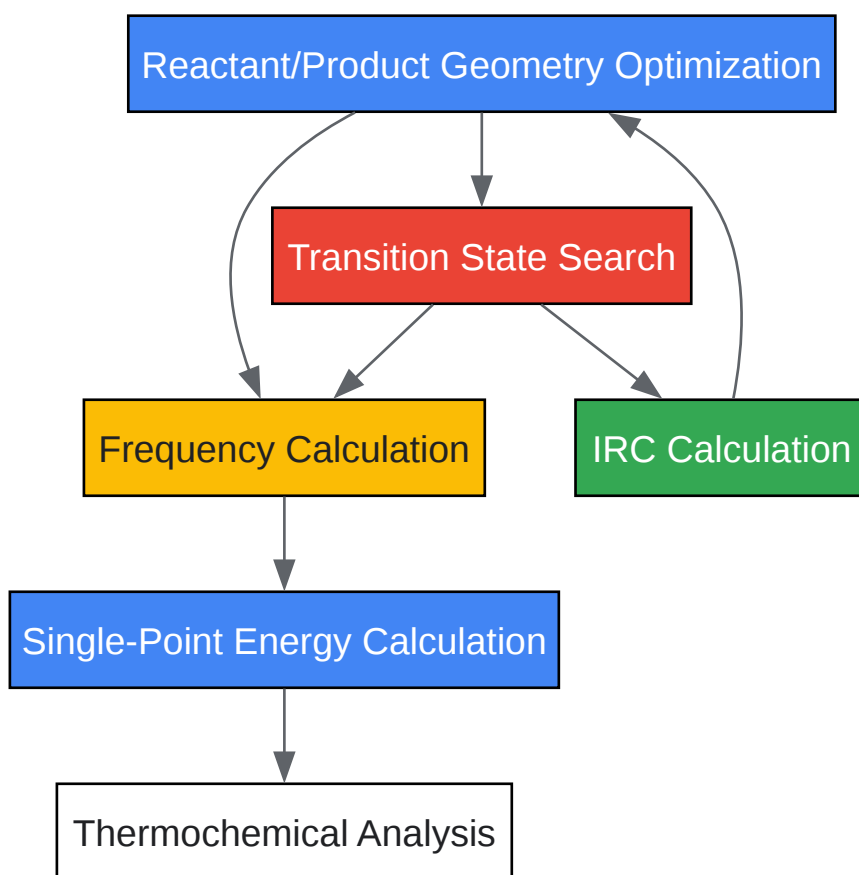 Reactant/Product Geometry Optimization
Transition State Search
Frequency Calculation
IRC Calculation
Single-Point Energy Calculation
Thermochemical Analysis